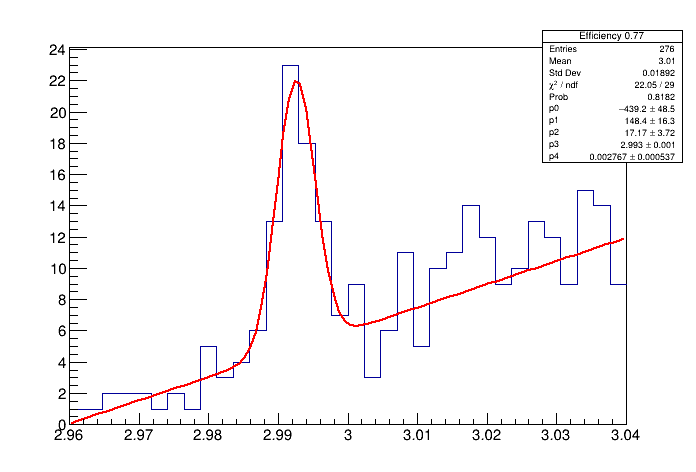 Efficiency 0.77
Entries 276
Mean 3.01
Std Dev 0.01892
χ² / ndf 22.05 / 29
Prob 0.8182
p0 −439.2 ± 48.5
p1 148.4 ± 16.3
p2 17.17 ± 3.72
p3 2.993 ± 0.001
p4 0.002767 ± 0.000537
24
22
20
18
16
14
12
10
8
6
4
2
0
2.96 2.97 2.98 2.99 3 3.01 3.02 3.03 3.04